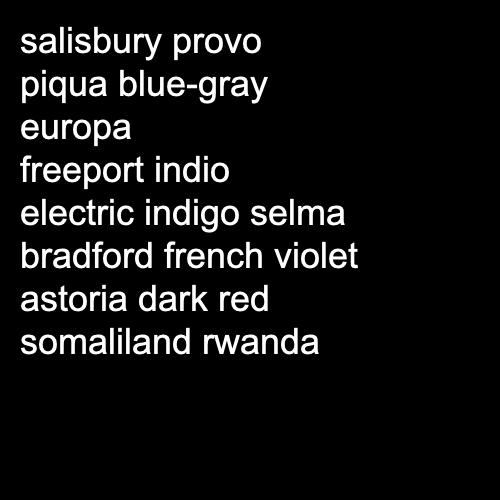 salisbury provo
piqua blue-gray
europa
freeport indio
electric indigo selma
bradford french violet
astoria dark red
somaliland rwanda